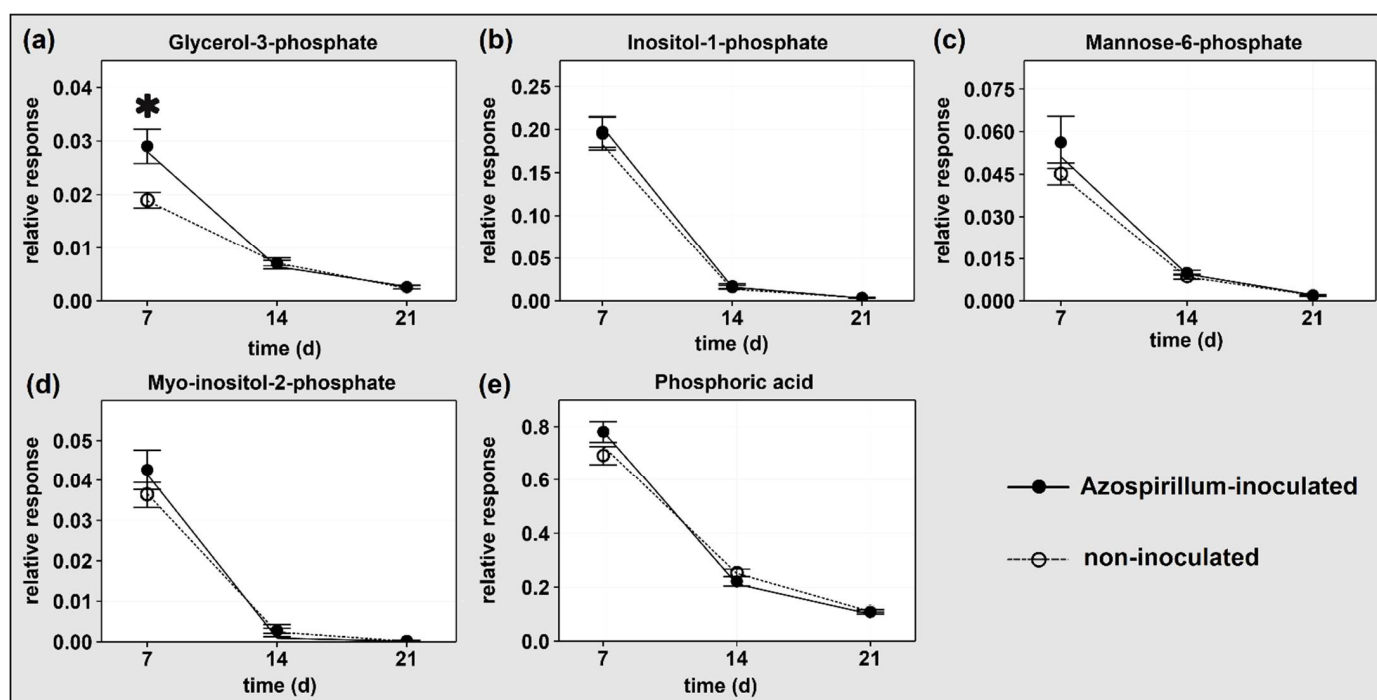 (a) Glycerol-3-phosphate
relative response
0.04
0.03
0.02
0.01
0.00
*
7 14 21
time (d)
(b) Inositol-1-phosphate
relative response
0.25
0.20
0.15
0.10
0.05
0.00
7 14 21
time (d)
(c) Mannose-6-phosphate
relative response
0.075
0.060
0.045
0.030
0.015
0.000
7 14 21
time (d)
(d) Myo-inositol-2-phosphate
relative response
0.05
0.04
0.03
0.02
0.01
0.00
7 14 21
time (d)
(e) Phosphoric acid
relative response
0.8
0.6
0.4
0.2
0.0
7 14 21
time (d)
Azospirillum-inoculated
non-inoculated